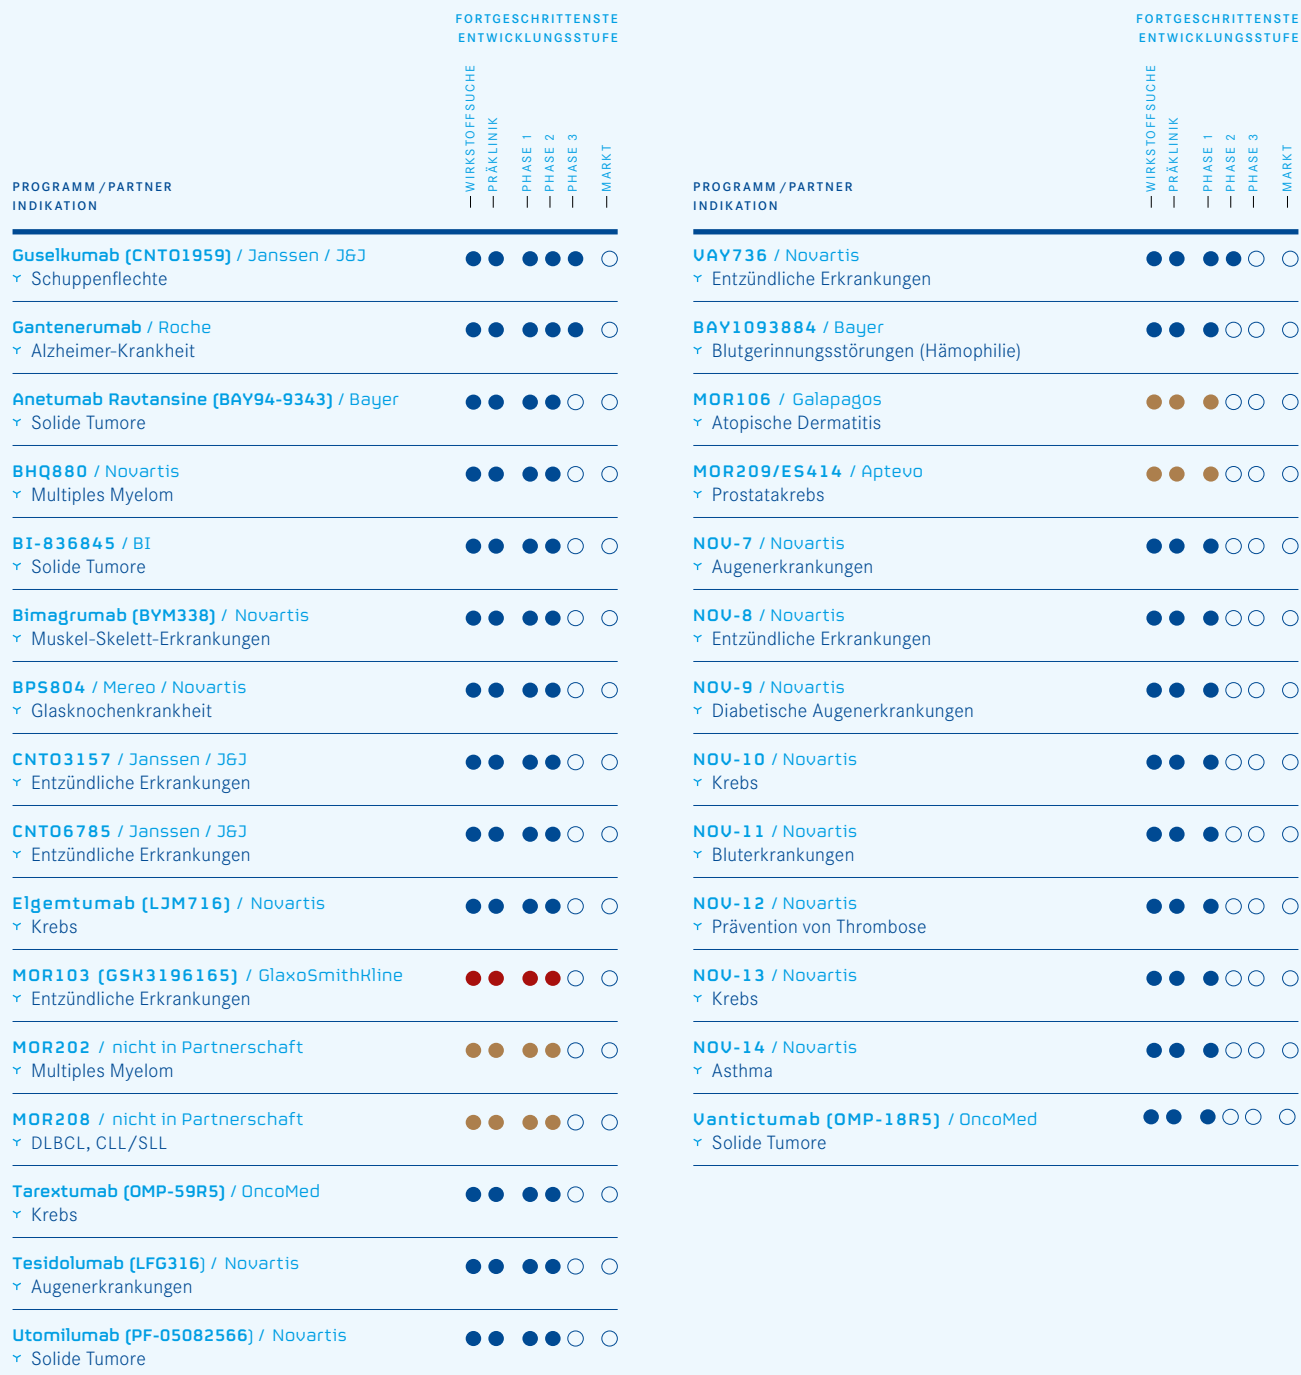 FORTGESCHRITTENSTE
ENTWICKLUNGSSTUFE
WIRKSTOFFSUCHE
PRÄKLINIK
PHASE 1
PHASE 2
PHASE 3
MARKT
PROGRAMM/PARTNER
INDIKATION
Guselkumab (CNTO1959) / Janssen / J&J
Schuppenflechte
Gantenerumab / Roche
Alzheimer-Krankheit
Anetumab Ravtansine (BAY94-9343) / Bayer
Solide Tumore
BHQ880 / Novartis
Multiples Myelom
BI-836845 / BI
Solide Tumore
Bimagrumab (BYM338) / Novartis
Muskel-Skelett-Erkrankungen
BPS804 / Mereo / Novartis
Glasknochenkrankheit
CNTO3157 / Janssen / J&J
Entzündliche Erkrankungen
CNTO6785 / Janssen / J&J
Entzündliche Erkrankungen
Elgemtumab (LJM716) / Novartis
Krebs
MOR103 (GSK3196165) / GlaxoSmithKline
Entzündliche Erkrankungen
MOR202 / nicht in Partnerschaft
Multiples Myelom
MOR208 / nicht in Partnerschaft
DLBCL, CLL/SLL
Tarextumab (OMP-59R5) / OncoMed
Krebs
Tesidolumab (LFG316) / Novartis
Augenerkrankungen
Utomilumab (PF-05082566) / Novartis
Solide Tumore
FORTGESCHRITTENSTE
ENTWICKLUNGSSTUFE
WIRKSTOFFSUCHE
PRÄKLINIK
PHASE 1
PHASE 2
PHASE 3
MARKT
PROGRAMM/PARTNER
INDIKATION
VAY736 / Novartis
Entzündliche Erkrankungen
BAY1093884 / Bayer
Blutgerinnungsstörungen (Hämophilie)
MOR106 / Galapagos
Atopische Dermatitis
MOR209/ES414 / Aptevo
Prostatakrebs
NOV-7 / Novartis
Augenerkrankungen
NOV-8 / Novartis
Entzündliche Erkrankungen
NOV-9 / Novartis
Diabetische Augenerkrankungen
NOV-10 / Novartis
Krebs
NOV-11 / Novartis
Bluterkrankungen
NOV-12 / Novartis
Prävention von Thrombose
NOV-13 / Novartis
Krebs
NOV-14 / Novartis
Asthma
Vantictumab (OMP-18R5) / OncoMed
Solide Tumore